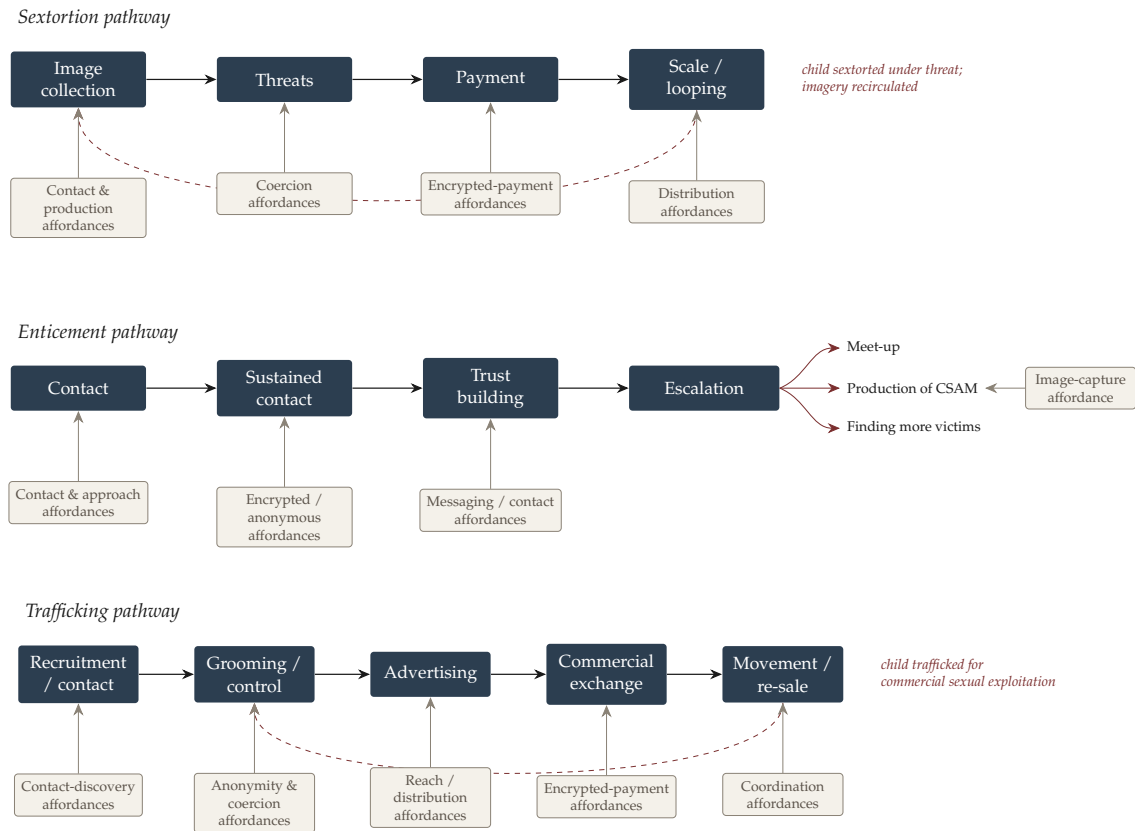 Sextortion pathway
Image
collection
Threats
Payment
Scale /
looping
child sextorted under threat;
imagery recirculated
Contact &
production
affordances
Coercion
affordances
Encrypted-payment
affordances
Distribution
affordances
Enticement pathway
Contact
Sustained
contact
Trust
building
Escalation
Meet-up
Production of CSAM
Finding more victims
Image-capture
affordance
Contact & approach
affordances
Encrypted /
anonymous
affordances
Messaging / contact
affordances
Trafficking pathway
Recruitment
/ contact
Grooming /
control
Advertising
Commercial
exchange
Movement /
re-sale
child trafficked for
commercial sexual exploitation
Contact-discovery
affordances
Anonymity &
coercion
affordances
Reach /
distribution
affordances
Encrypted-payment
affordances
Coordination
affordances